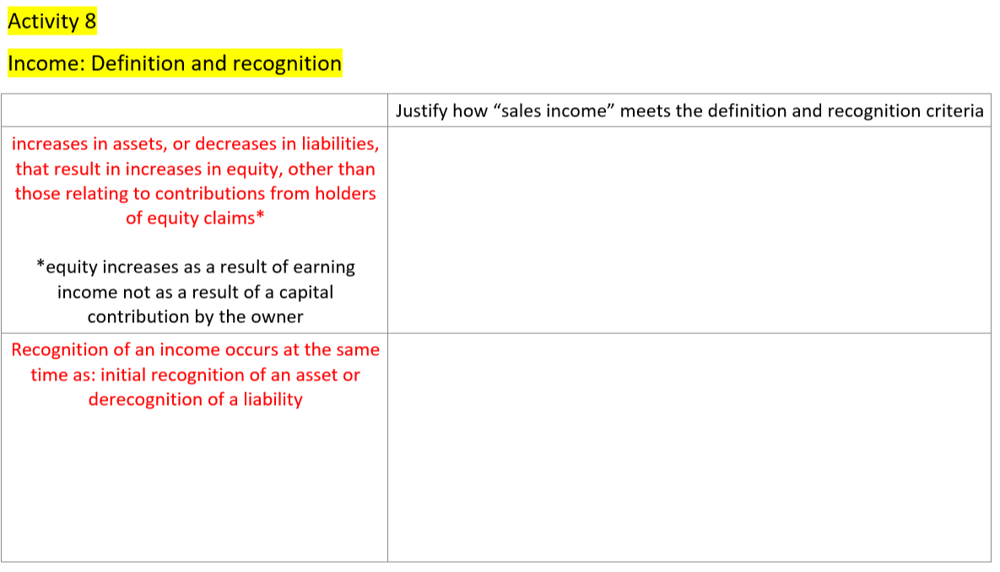 Activity 8
Income: Definition and recognition
Justify how “sales income” meets the definition and recognition criteria
increases in assets, or decreases in liabilities,
that result in increases in equity, other than
those relating to contributions from holders
of equity claims*
*equity increases as a result of earning
income not as a result of a capital
contribution by the owner
Recognition of an income occurs at the same
time as: initial recognition of an asset or
derecognition of a liability